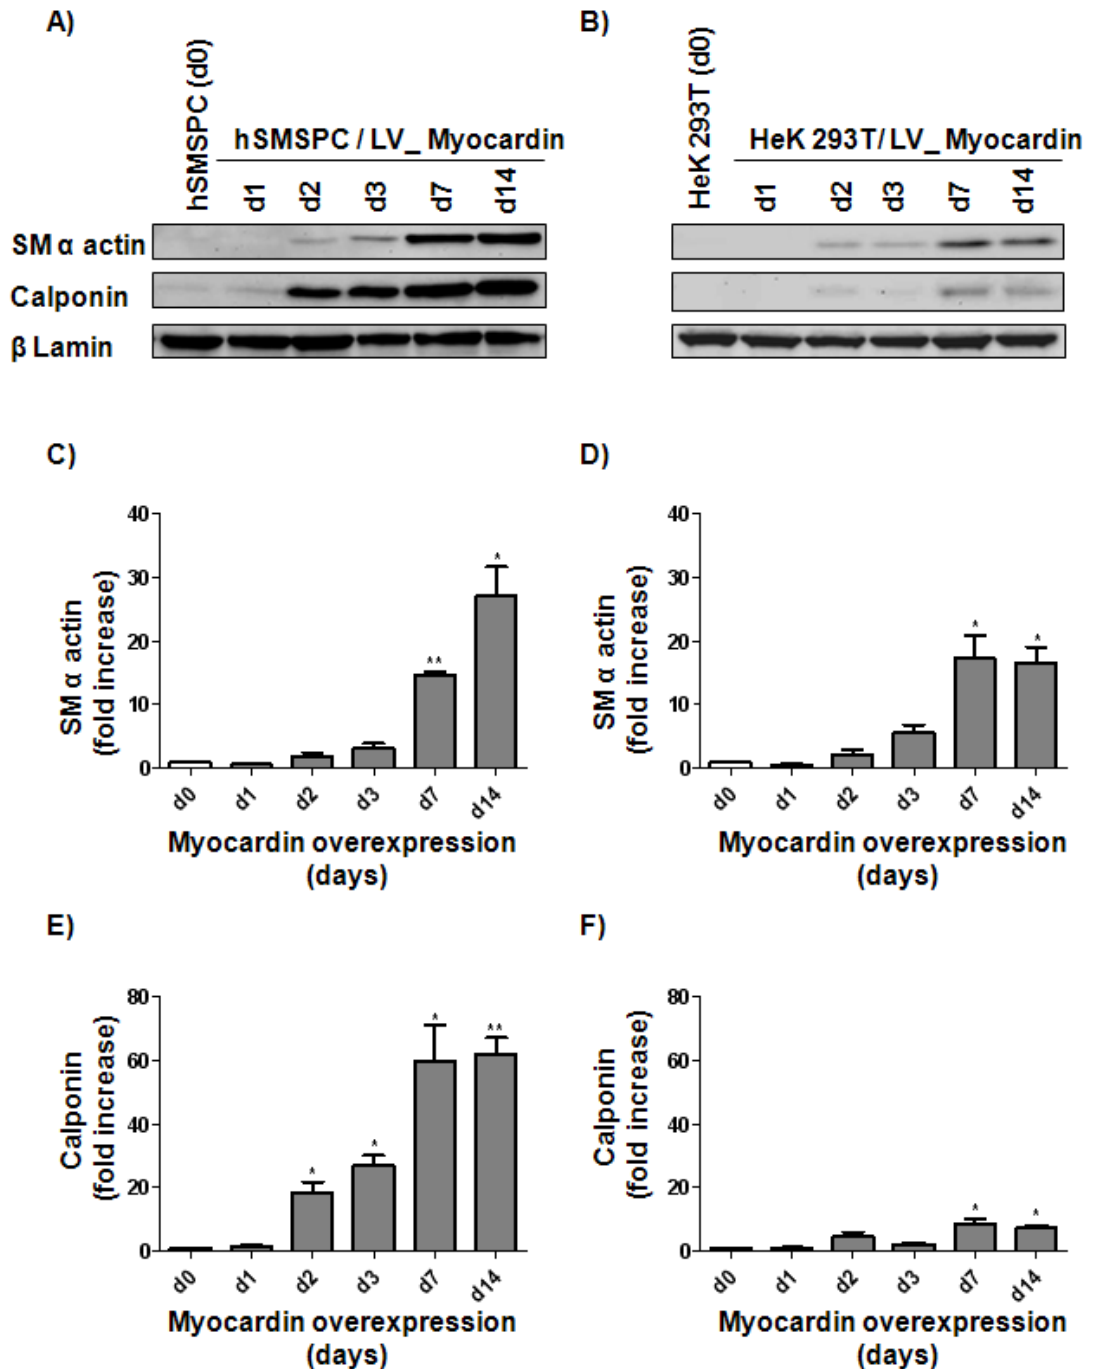 A)
hSMSPC (d0)
hSMSPC / LV_ Myocardin
d1
d2
d3
d7
d14
SM α actin
Calponin
β Lamin
B)
HeK 293T (d0)
HeK 293T/ LV_ Myocardin
d1
d2
d3
d7
d14
C)
SM α actin
(fold increase)
40
30
20
10
0
**
*
d0
d1
d2
d3
d7
d14
Myocardin overexpression
(days)
D)
SM α actin
(fold increase)
40
30
20
10
0
*
*
d0
d1
d2
d3
d7
d14
Myocardin overexpression
(days)
E)
Calponin
(fold increase)
80
60
40
20
0
*
*
*
**
d0
d1
d2
d3
d7
d14
Myocardin overexpression
(days)
F)
Calponin
(fold increase)
80
60
40
20
0
*
*
d0
d1
d2
d3
d7
d14
Myocardin overexpression
(days)